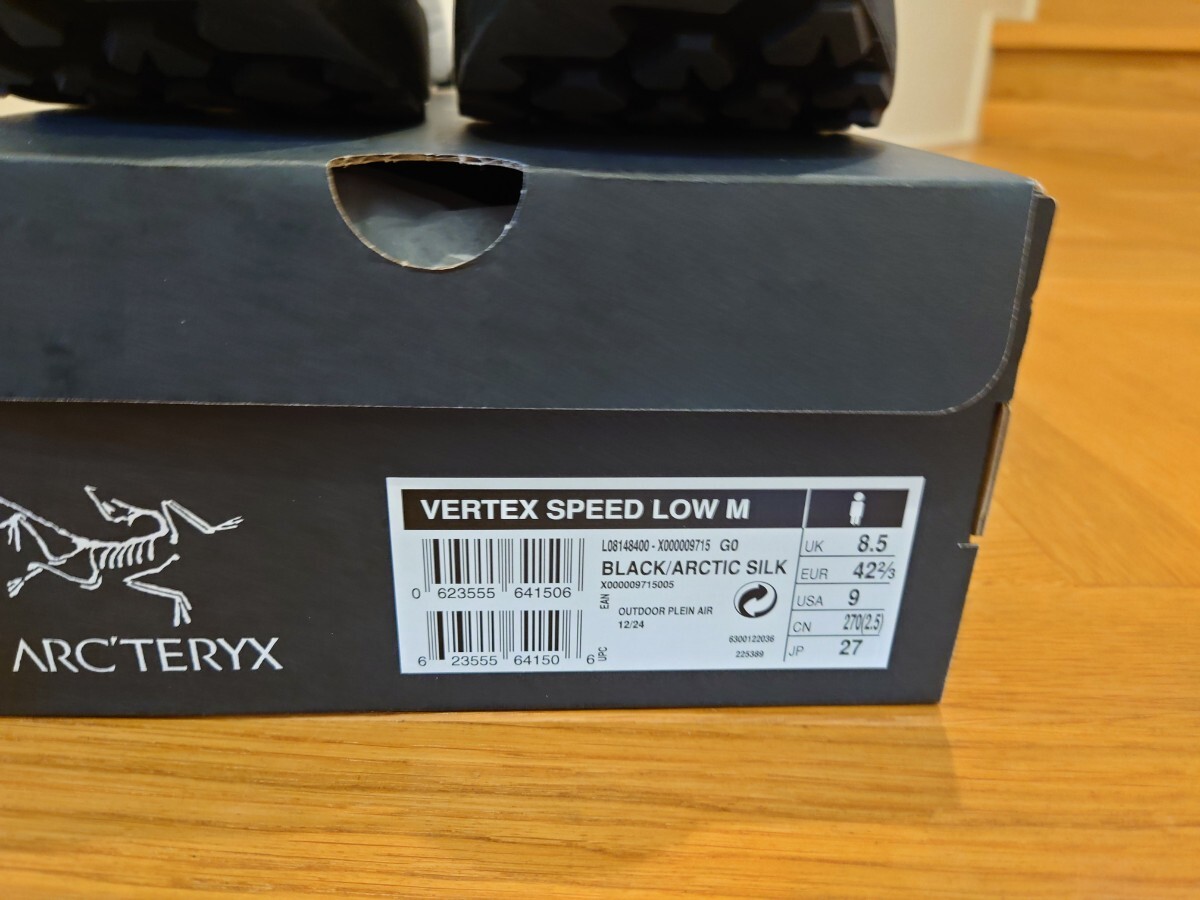 ARC'TERYX
VERTEX SPEED LOW M
L08148400 - X000009715 GO
BLACK/ARCTIC SILK
X000009715005
0 623555 641506
EAN
OUTDOOR PLEIN AIR
12/24
6 23555 64150 6
UPC
6300122036
225389
UK 8.5
EUR 42⅔
USA 9
CN 270(2.5)
JP 27